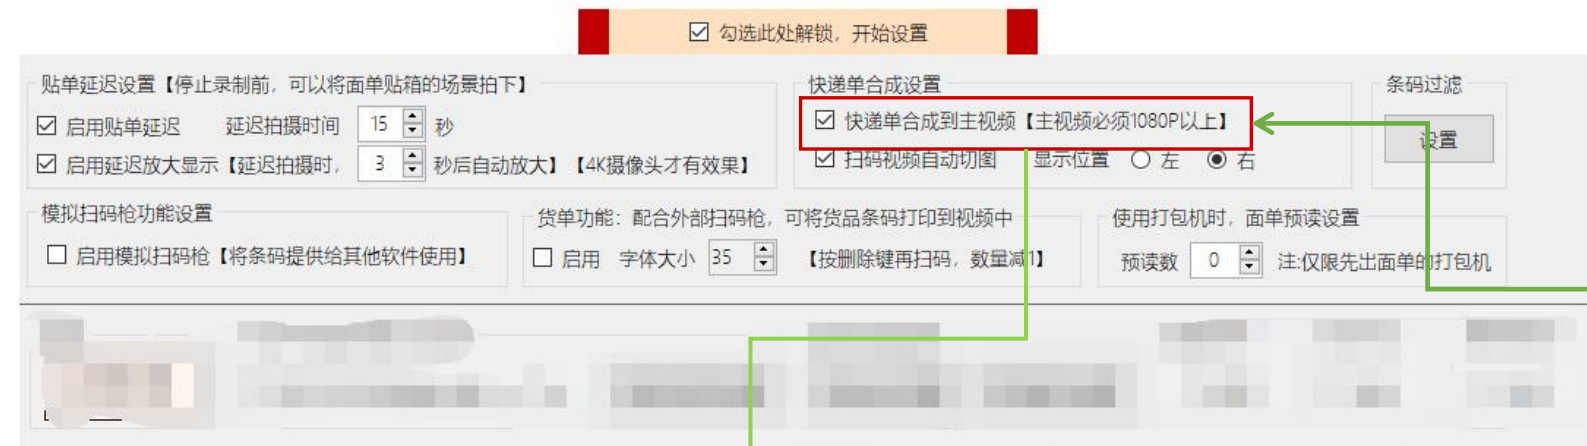 勾选此处解锁，开始设置
贴单延迟设置【停止录制前，可以将面单贴箱的场景拍下】
启用贴单延迟 延迟拍摄时间 15 秒
启用延迟放大显示【延迟拍摄时， 3 秒后自动放大】【4K摄像头才有效果】
快递单合成设置
快递单合成到主视频【主视频必须1080P以上】
扫码视频自动切图 显示位置 左 右
条码过滤
设置
模拟扫码枪功能设置
启用模拟扫码枪【将条码提供给其他软件使用】
货单功能：配合外部扫码枪，可将货品条码打印到视频中
启用 字体大小 35 【按删除键再扫码，数量减1】
使用打包机时，面单预读设置
预读数 0 注:仅限先出面单的打包机